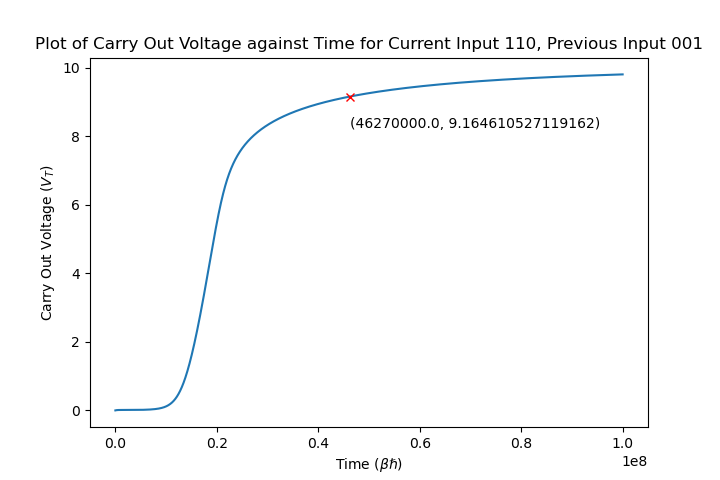 Plot of Carry Out Voltage against Time for Current Input 110, Previous Input 001
10
8
6
4
2
0
Carry Out Voltage (V_T)
(46270000.0, 9.164610527119162)
0.0 0.2 0.4 0.6 0.8 1.0
1e8
Time (βℏ)